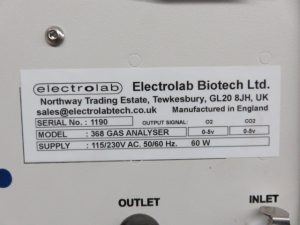 electrolab Electrolab Biotech Ltd.
Northway Trading Estate, Tewkesbury, GL20 8JH, UK
sales@electrolabtech.co.uk Manufactured in England
SERIAL NO. : 1190 OUTPUT SIGNAL: O2 CO2
MODEL : 368 GAS ANALYSER 0-5v 0-5v
SUPPLY : 115/230V AC. 50/60 Hz. 60 W
OUTLET INLET